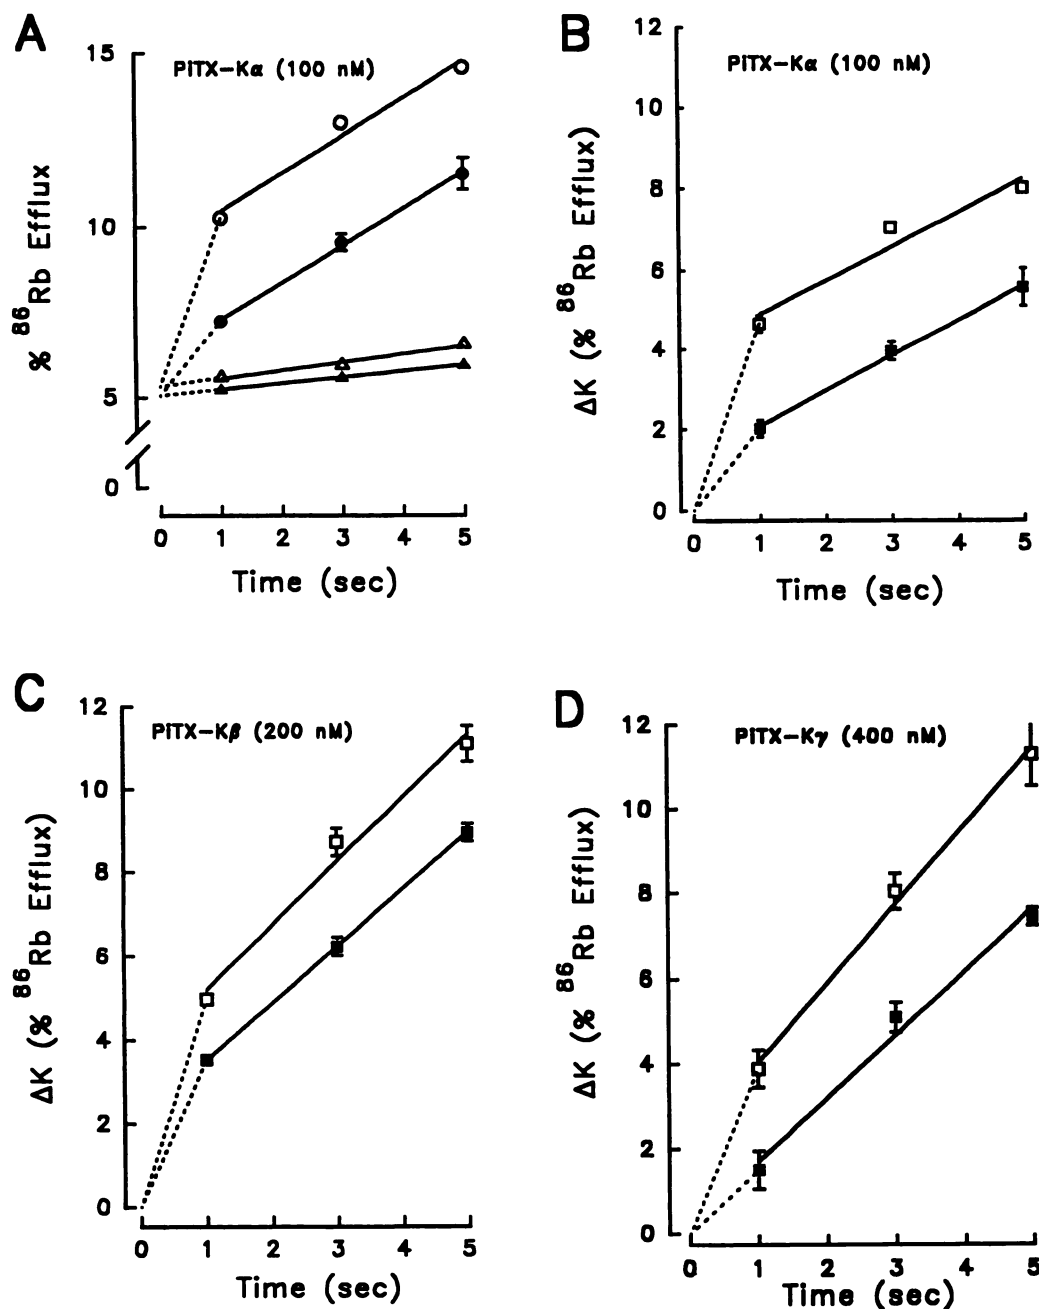 A
PiTX-Kα (100 nM)
% ⁸⁶Rb Efflux
15
10
5
0
0 1 2 3 4 5
Time (sec)
B
PiTX-Kα (100 nM)
ΔK (% ⁸⁶Rb Efflux)
12
10
8
6
4
2
0
0 1 2 3 4 5
Time (sec)
C
PiTX-Kβ (200 nM)
ΔK (% ⁸⁶Rb Efflux)
12
10
8
6
4
2
0
0 1 2 3 4 5
Time (sec)
D
PiTX-Kγ (400 nM)
ΔK (% ⁸⁶Rb Efflux)
12
10
8
6
4
2
0
0 1 2 3 4 5
Time (sec)